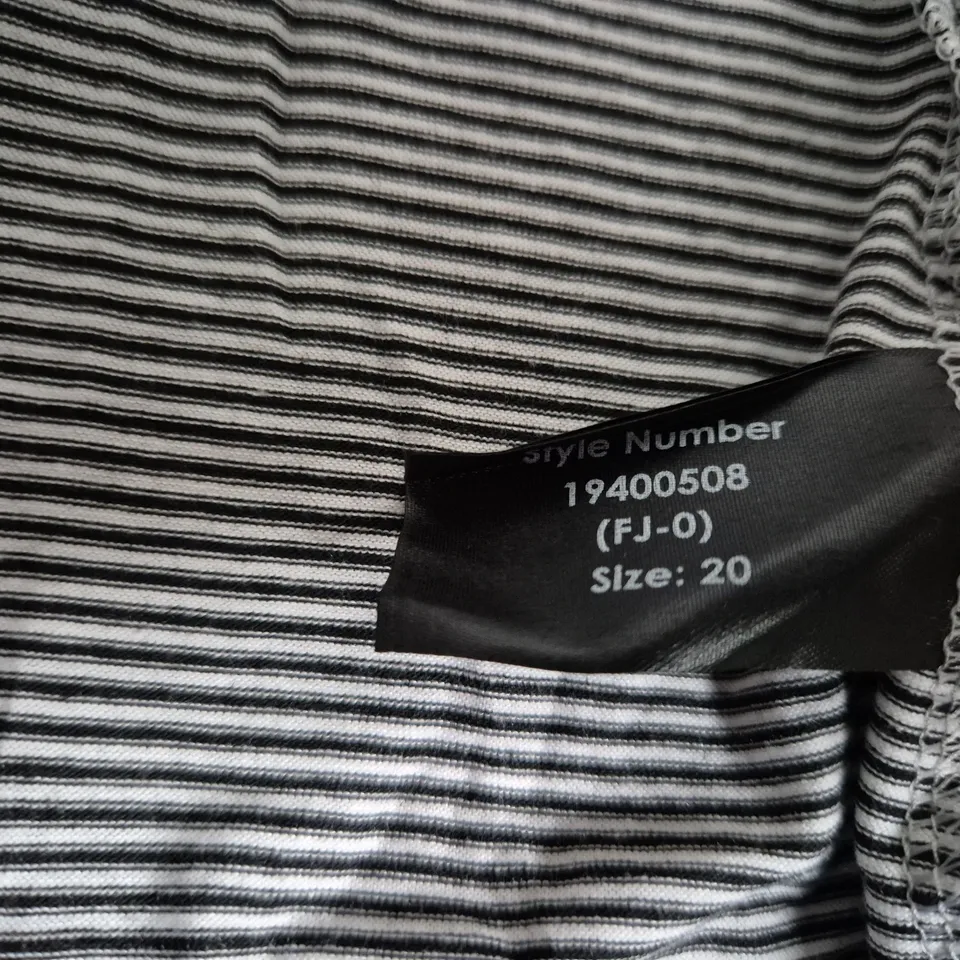 Style Number
19400508
(FJ-0)
Size: 20